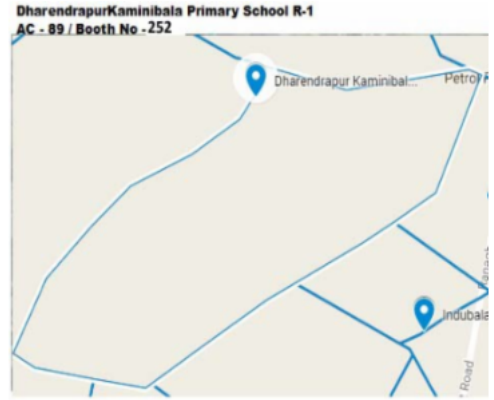 DharendrapurKaminibala Primary School R-1
AC - 89 / Booth No -252
Dharendrapur Kaminibal...
Petrol
Indubala
Road